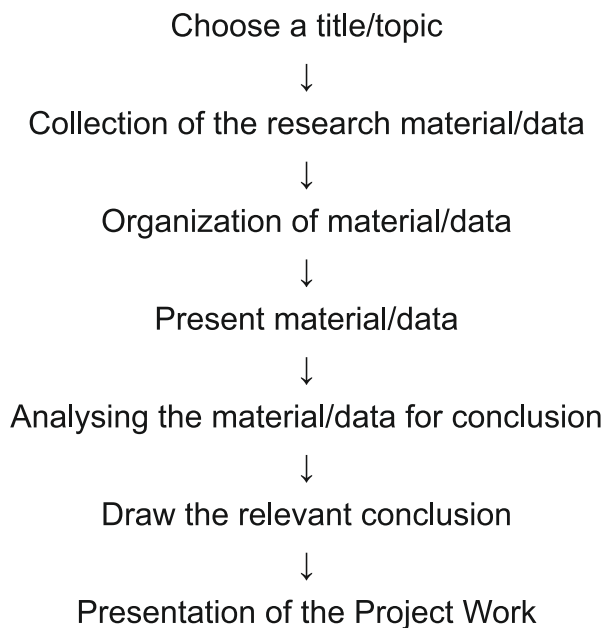 Choose a title/topic
↓
Collection of the research material/data
↓
Organization of material/data
↓
Present material/data
↓
Analysing the material/data for conclusion
↓
Draw the relevant conclusion
↓
Presentation of the Project Work